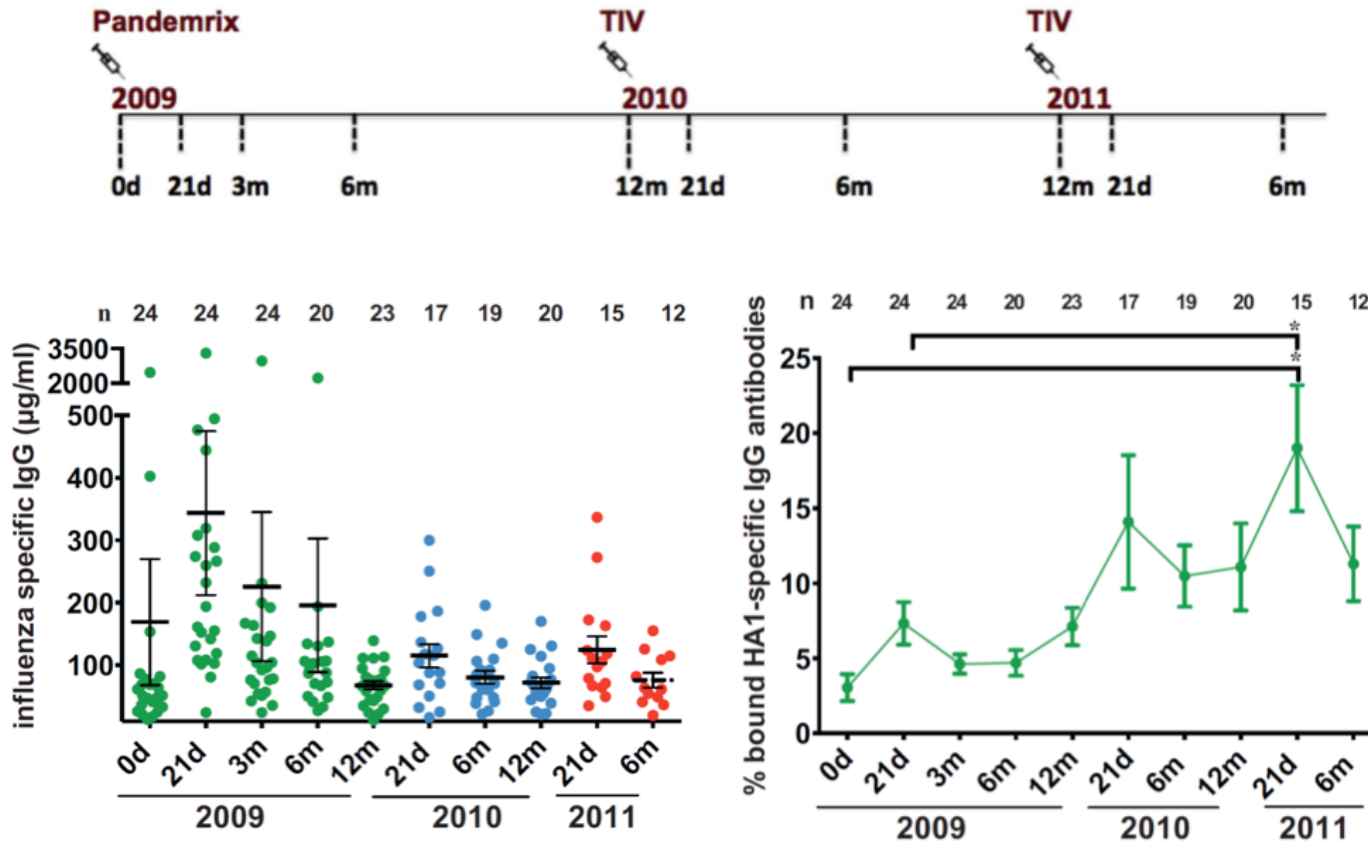 Pandemrix TIV TIV
2009 2010 2011
0d 21d 3m 6m 12m 21d 6m 12m 21d 6m
n 24 24 24 20 23 17 19 20 15 12
influenza specific IgG (µg/ml)
3500
2000
500
400
300
200
100
0d 21d 3m 6m 12m 21d 6m 12m 21d 6m
2009 2010 2011
n 24 24 24 20 23 17 19 20 15 12
*
*
% bound HA1-specific IgG antibodies
25
20
15
10
5
0
0d 21d 3m 6m 12m 21d 6m 12m 21d 6m
2009 2010 2011